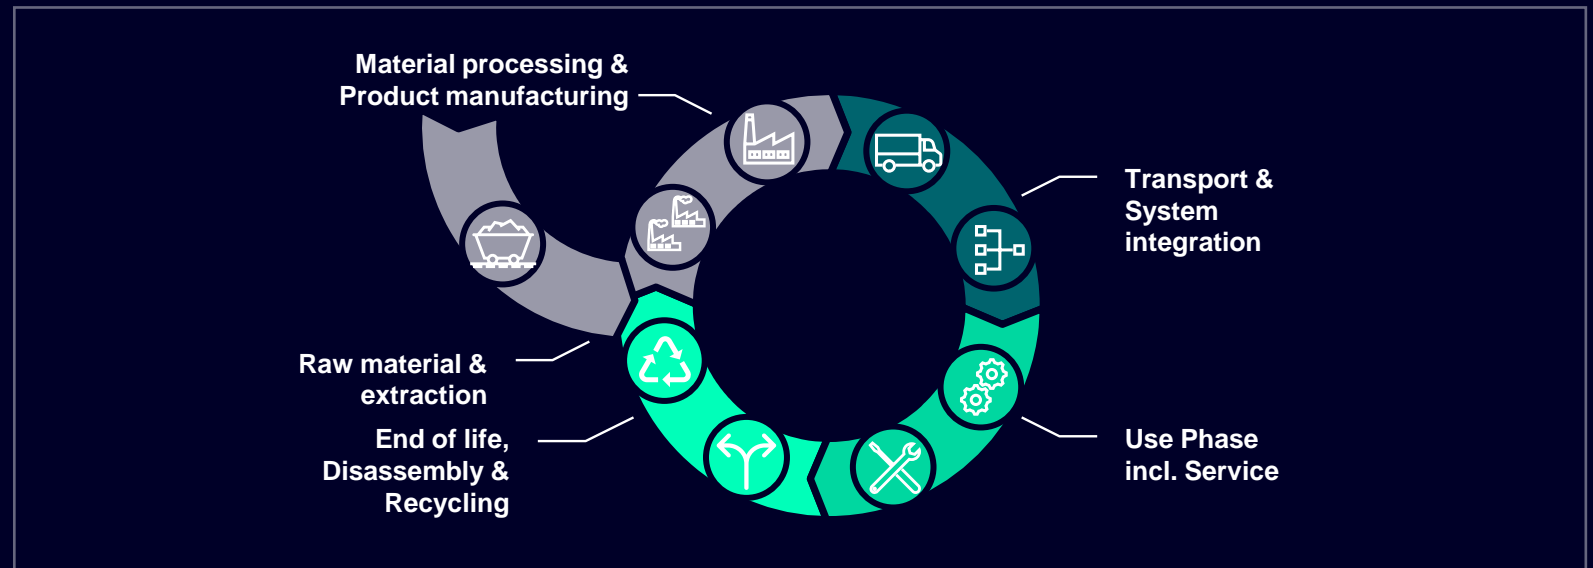 Material processing &
Product manufacturing
Transport &
System
integration
Raw material &
extraction
End of life,
Disassembly &
Recycling
Use Phase
incl. Service